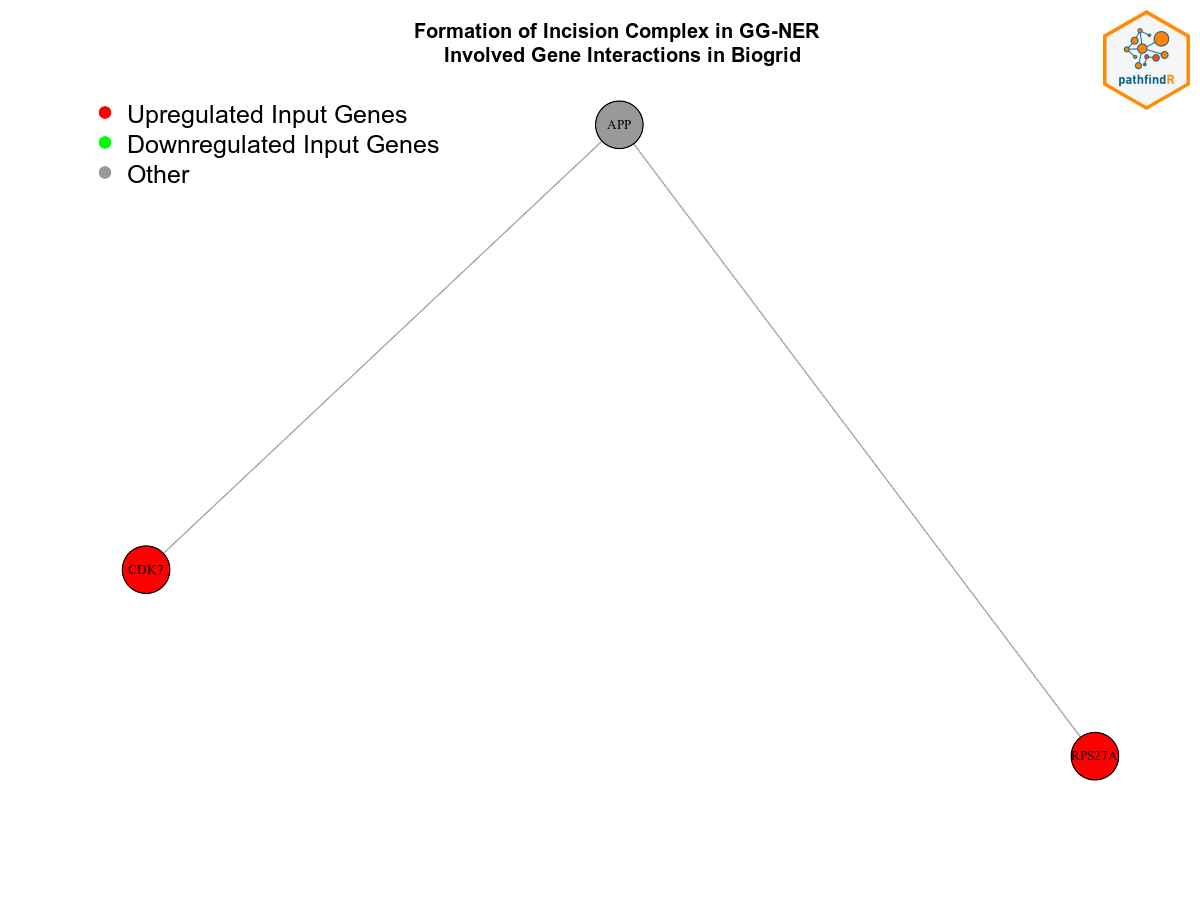 Formation of Incision Complex in GG-NER
Involved Gene Interactions in Biogrid
pathfindR
Upregulated Input Genes
Downregulated Input Genes
Other
APP
CDK7
RPS27A